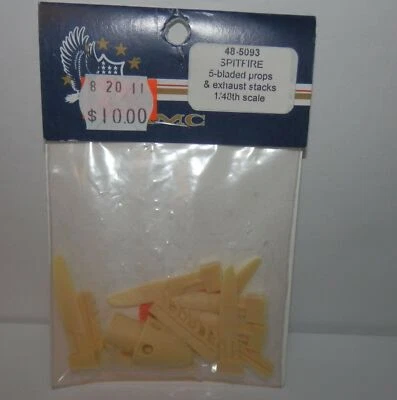 48-5093
SPITFIRE
5-bladed props
& exhaust stacks
1/48th scale
8 20 11
$10.00
MC